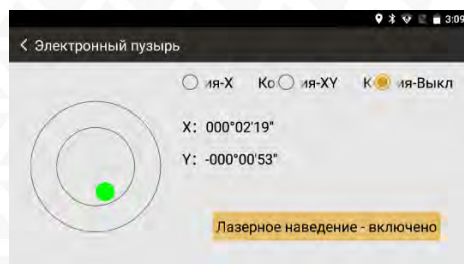 3:09
< Электронный пузырь
ия-X Ко ия-XY К ия-Выкл
X: 000°02'19"
Y: -000°00'53"
Лазерное наведение - включено